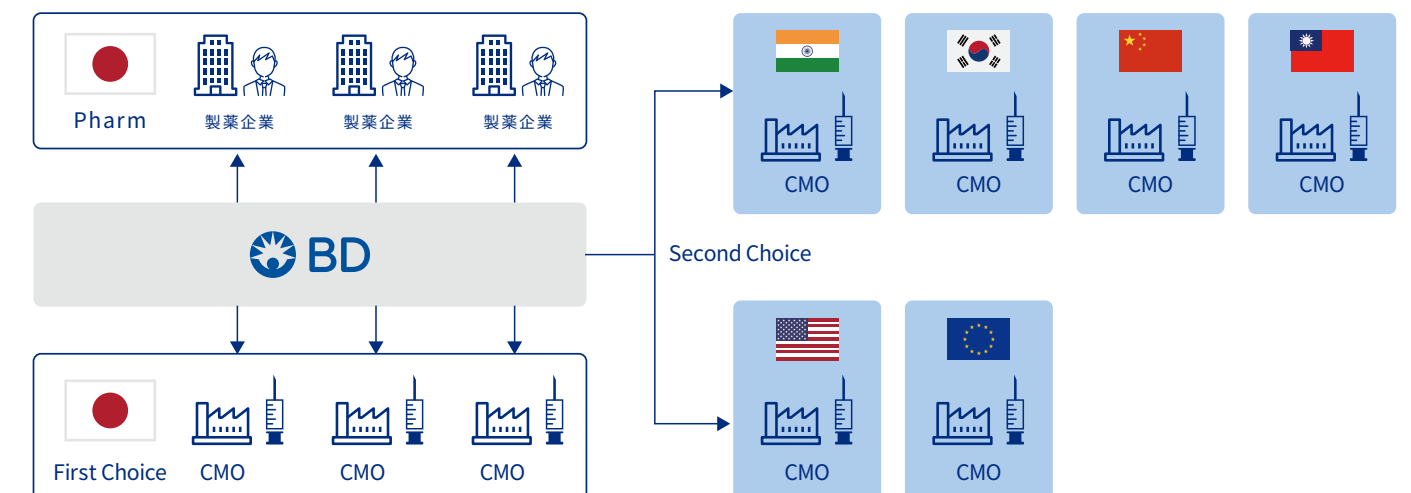 Pharm 製薬企業 製薬企業 製薬企業
BD
First Choice CMO CMO CMO
Second Choice
CMO CMO CMO CMO
CMO CMO